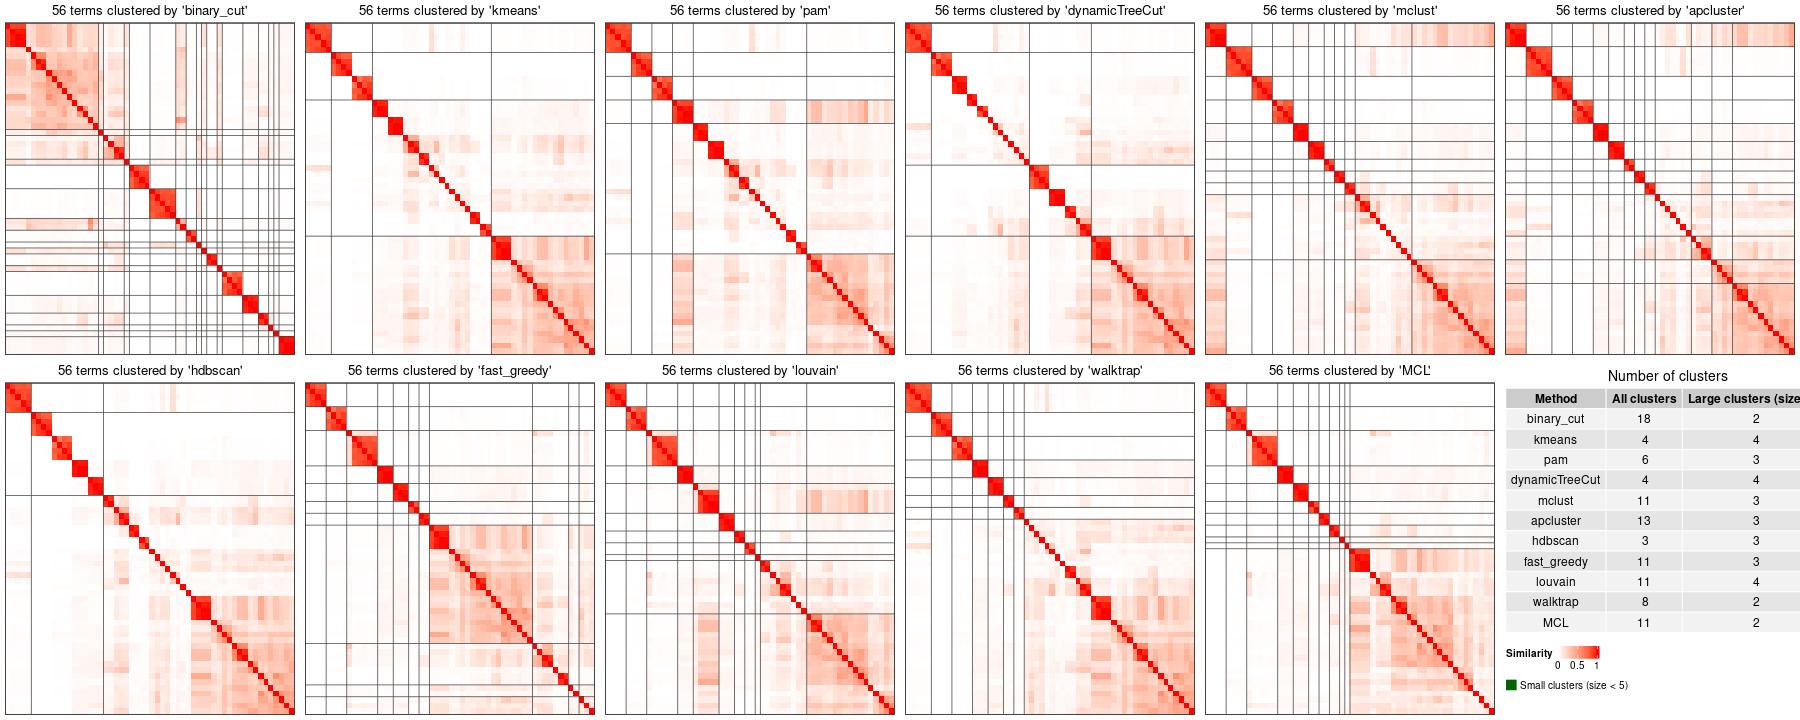 56 terms clustered by 'binary_cut'
56 terms clustered by 'kmeans'
56 terms clustered by 'pam'
56 terms clustered by 'dynamicTreeCut'
56 terms clustered by 'mclust'
56 terms clustered by 'apcluster'
56 terms clustered by 'hdbscan'
56 terms clustered by 'fast_greedy'
56 terms clustered by 'louvain'
56 terms clustered by 'walktrap'
56 terms clustered by 'MCL'
Number of clusters
Method All clusters Large clusters (size
binary_cut 18 2
kmeans 4 4
pam 6 3
dynamicTreeCut 4 4
mclust 11 3
apcluster 13 3
hdbscan 3 3
fast_greedy 11 3
louvain 11 4
walktrap 8 2
MCL 11 2
Similarity
0 0.5 1
Small clusters (size < 5)